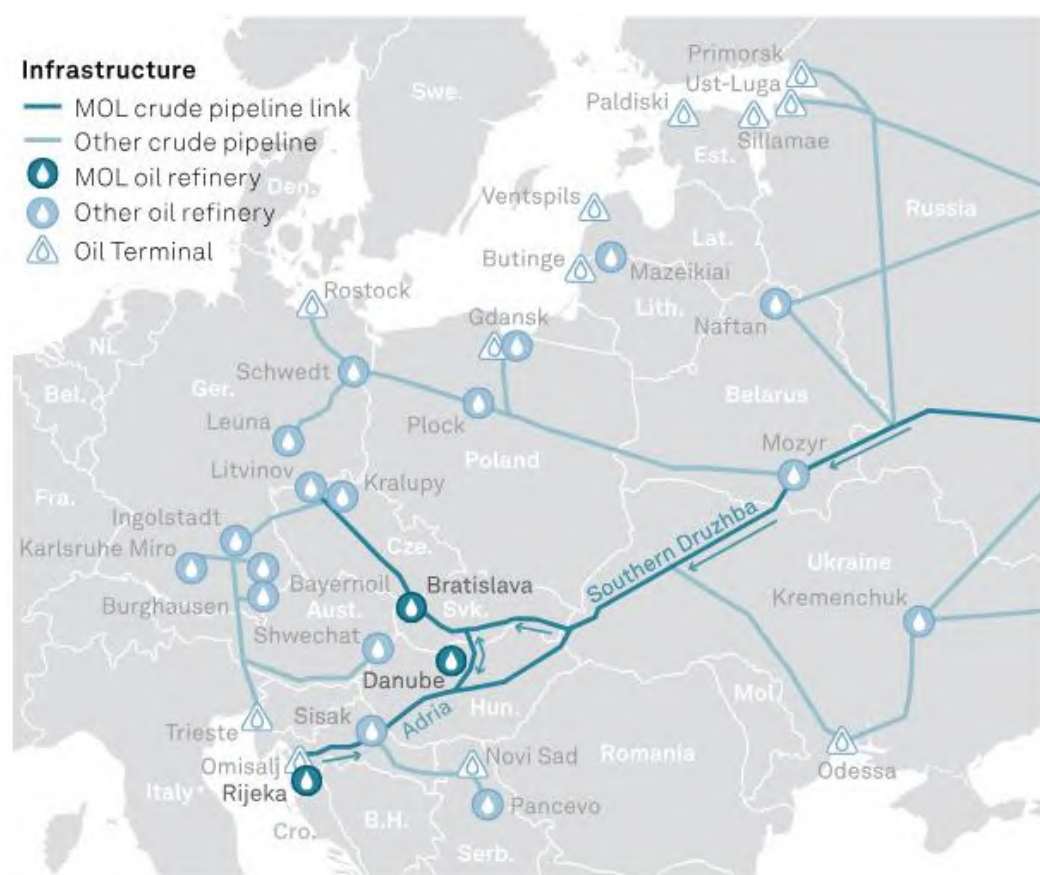 Infrastructure
MOL crude pipeline link
Other crude pipeline
MOL oil refinery
Other oil refinery
Oil Terminal
Swe.
Primorsk
Ust-Luga
Paldiski
Sillamae
Est.
Den.
Ventspils
Russia
Lat.
Butinge
Mazeikiai
Rostock
Lith.
Naftan
Gdansk
NL
Schwedt
Ger.
Bel.
Belarus
Leuna
Plock
Mozyr
Litvinov
Poland
Kralupy
Fra.
Ingolstadt
Southern Druzhba
Karlsruhe Miro
Cze.
Ukraine
Bayernoil
Bratislava
Kremenchuk
Burghausen
Aust.
Svk.
Shwechat
Danube
Mol.
Hun.
Adria
Sisak
Trieste
Romania
Novi Sad
Omisalj
Odessa
Italy
Rijeka
Pancevo
B.H.
Cro.
Serb.